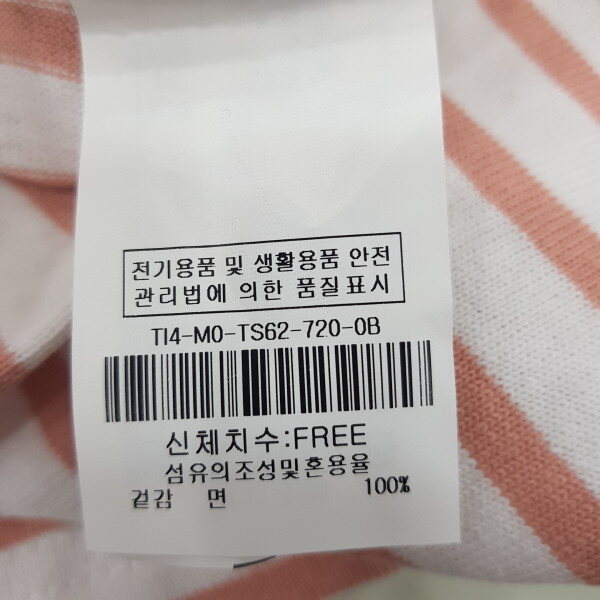 전기용품 및 생활용품 안전
관리법에 의한 품질표시
TI4-M0-TS62-720-0B
신체치수:FREE
섬유의조성및혼용율
겉감 면 100%